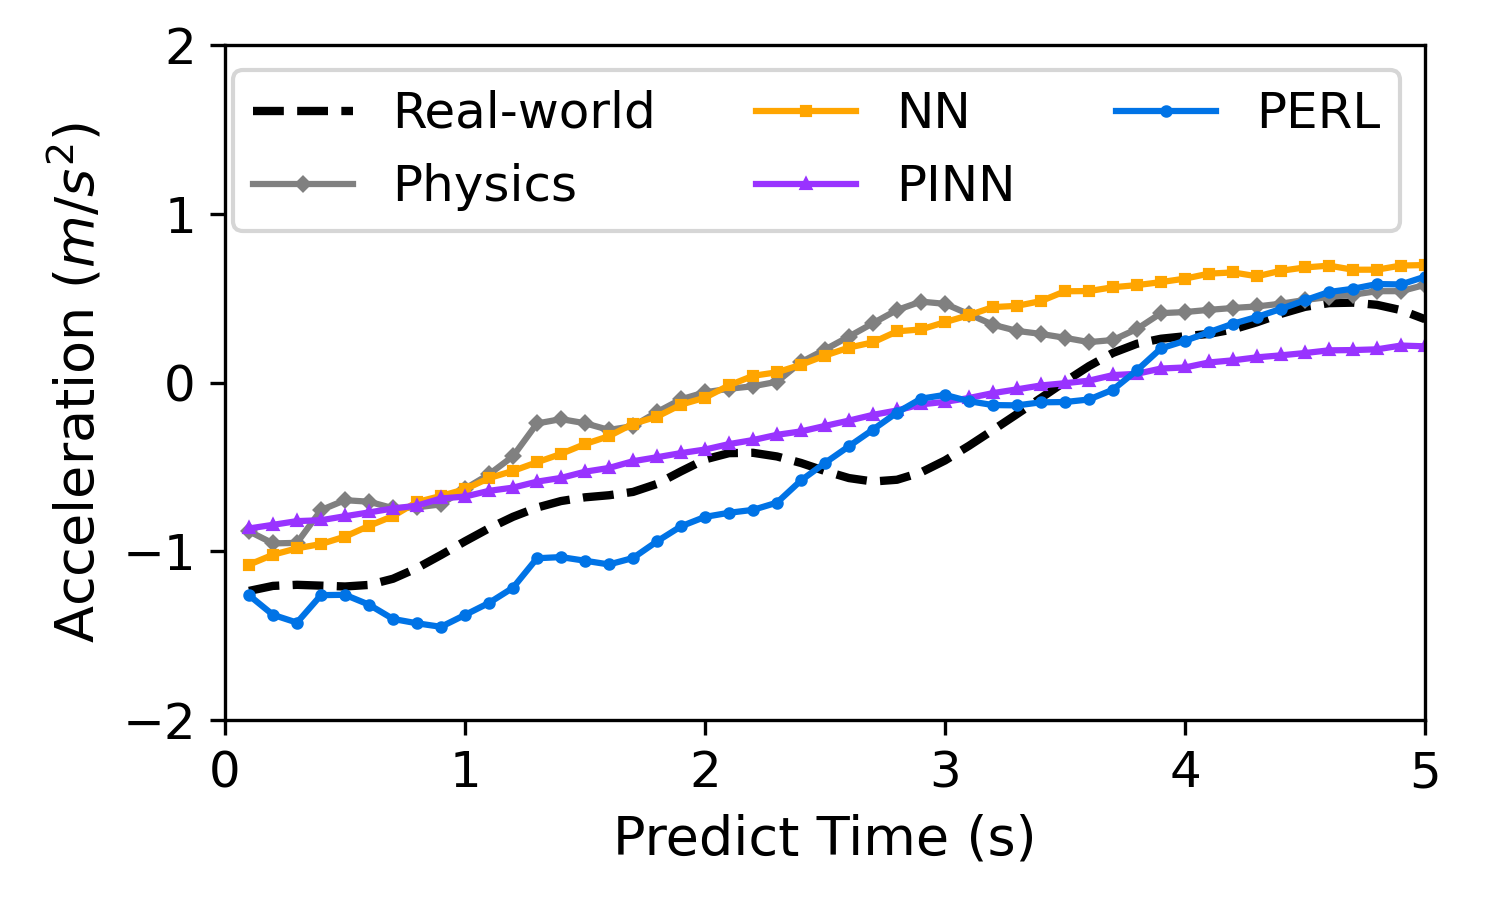 2
1
0
−1
−2
Acceleration (m/s²)
Real-world
Physics
NN
PINN
PERL
0 1 2 3 4 5
Predict Time (s)